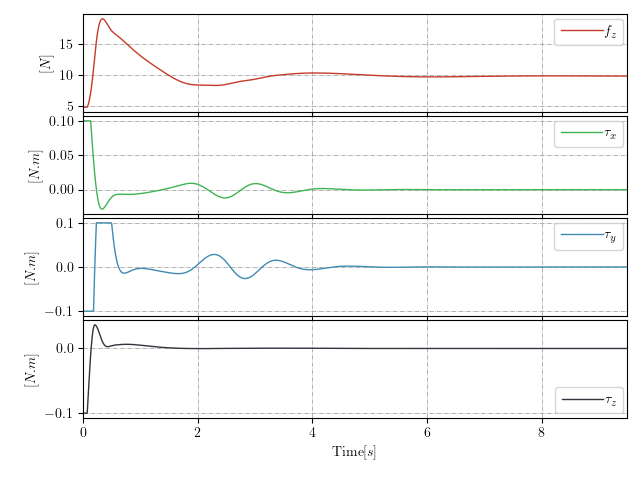 [N]
15
10
5
f_z
[N.m]
0.10
0.05
0.00
τ_x
[N.m]
0.1
0.0
−0.1
τ_y
[N.m]
0.0
−0.1
τ_z
0 2 4 6 8
Time[s]